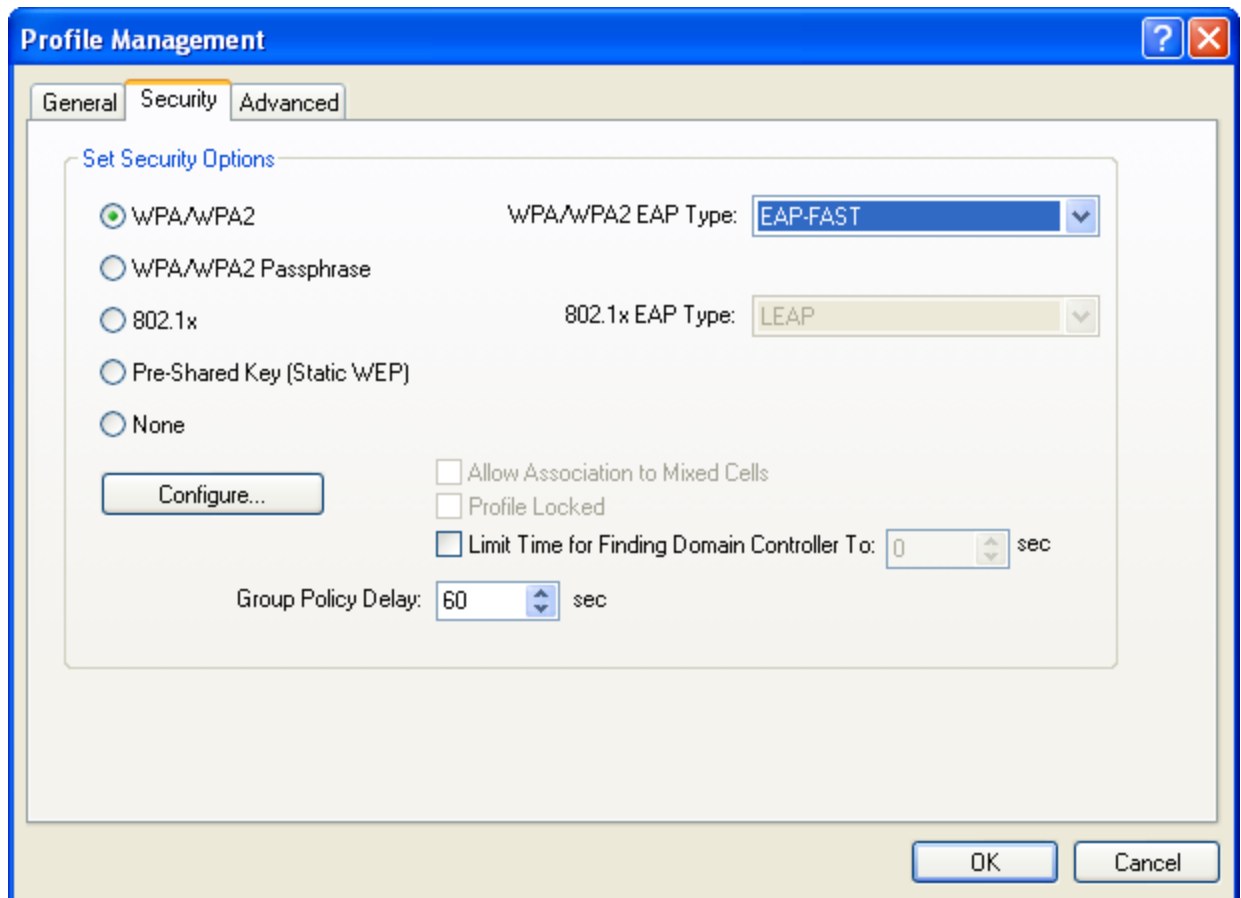 Profile Management
General Security Advanced
Set Security Options
WPA/WPA2 WPA/WPA2 EAP Type: EAP-FAST
WPA/WPA2 Passphrase
802.1x 802.1x EAP Type: LEAP
Pre-Shared Key (Static WEP)
None
Allow Association to Mixed Cells
Configure...
Profile Locked
Limit Time for Finding Domain Controller To: 0 sec
Group Policy Delay: 60 sec
OK Cancel